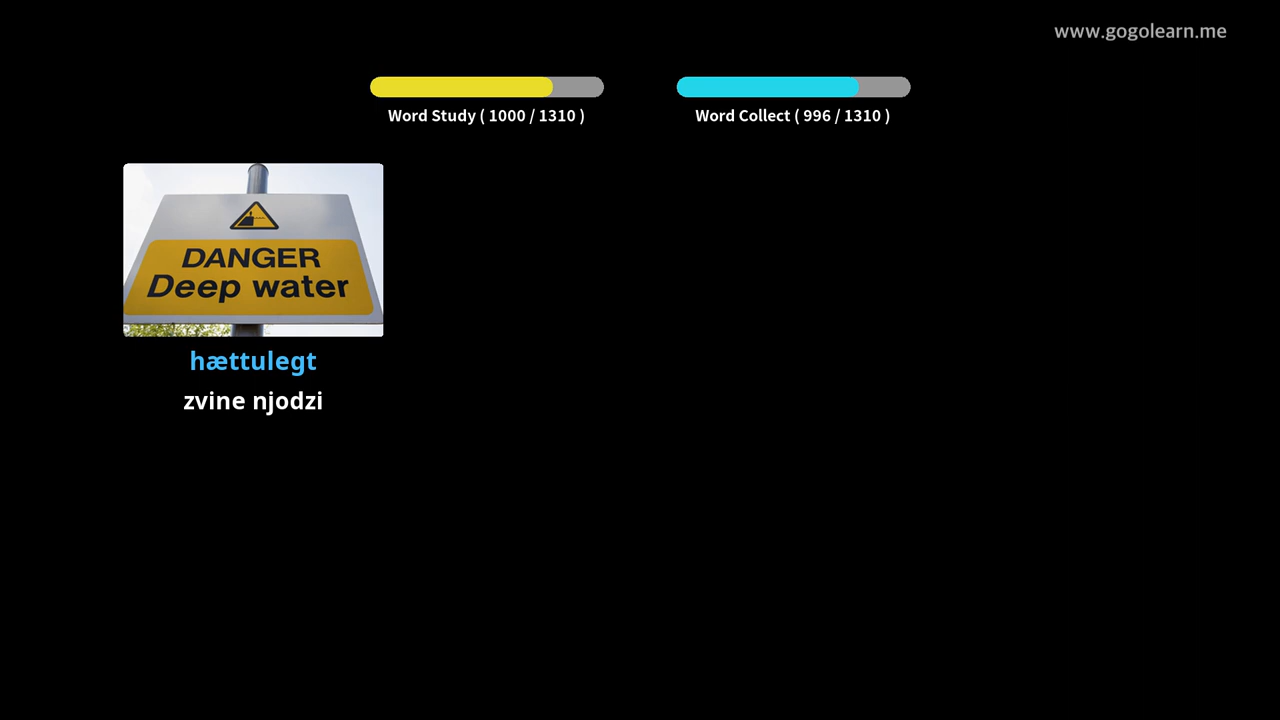 www.gogolearn.me
Word Study ( 1000 / 1310 )
Word Collect ( 996 / 1310 )
DANGER
Deep water
hættulegt
zvine njodzi